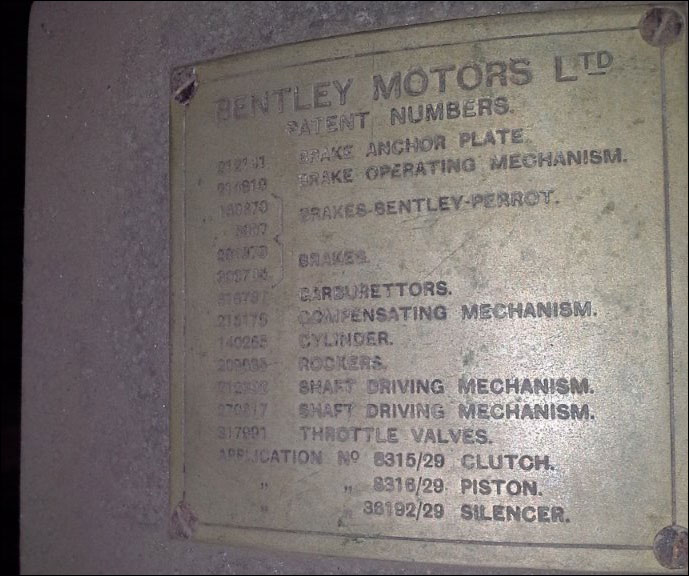 BENTLEY MOTORS LTD
PATENT NUMBERS.
BRAKE ANCHOR PLATE.
BRAKE OPERATING MECHANISM.
BRAKES-BENTLEY-PERROT.
BRAKES.
CARBURETTORS.
215175 COMPENSATING MECHANISM.
CYLINDER.
ROCKERS.
SHAFT DRIVING MECHANISM.
SHAFT DRIVING MECHANISM.
THROTTLE VALVES.
APPLICATION No 8315/29 CLUTCH.
" " 8316/29 PISTON.
" " 36192/29 SILENCER.